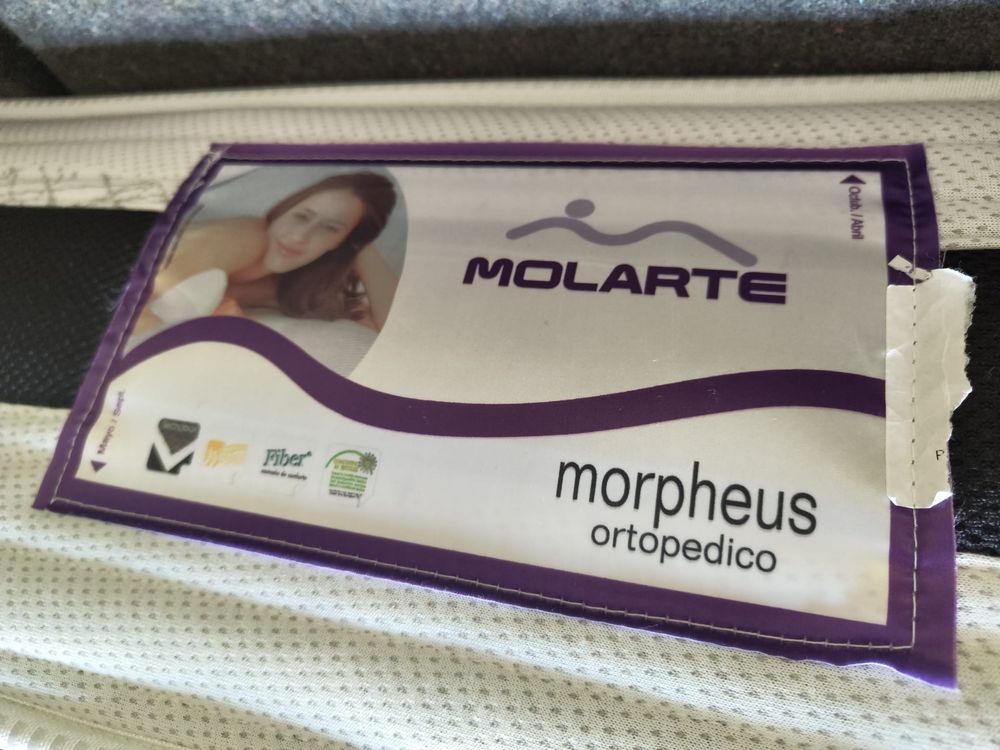 Octub. / Abril
MOLARTE
Mayo / Sept.
Fiber®
morpheus
ortopedico
P